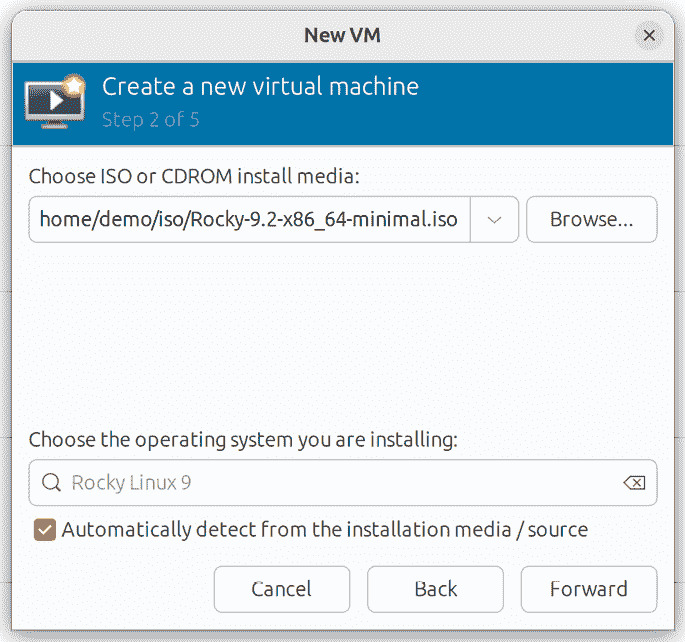 New VM
Create a new virtual machine
Step 2 of 5
Choose ISO or CDROM install media:
home/demo/iso/Rocky-9.2-x86_64-minimal.iso
Browse...
Choose the operating system you are installing:
Rocky Linux 9
Automatically detect from the installation media / source
Cancel
Back
Forward